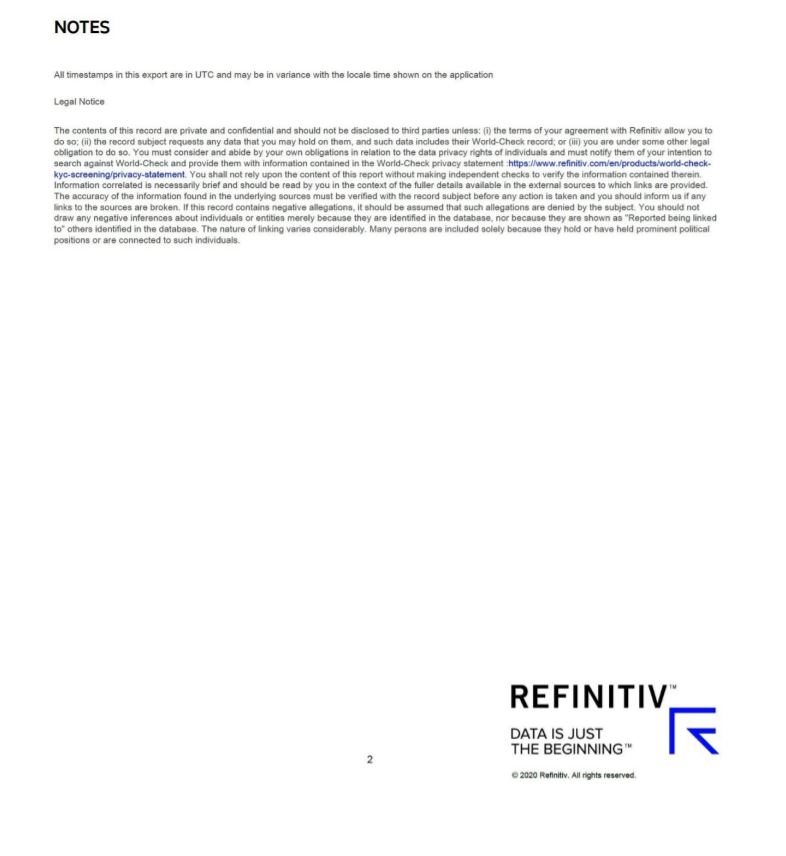 NOTES
All timestamps in this export are in UTC and may be in variance with the locale time shown on the application
Legal Notice
The contents of this record are private and confidential and should not be disclosed to third parties unless: (i) the terms of your agreement with Refinitiv allow you to
do so; (ii) the record subject requests any data that you may hold on them, and such data includes their World-Check record; or (iii) you are under some other legal
obligation to do so. You must consider and abide by your own obligations in relation to the data privacy rights of individuals and must notify them of your intention to
search against World-Check and provide them with information contained in the World-Check privacy statement :https://www.refinitiv.com/en/products/world-check-
kyc-screening/privacy-statement. You shall not rely upon the content of this report without making independent checks to verify the information contained therein.
Information correlated is necessarily brief and should be read by you in the context of the fuller details available in the external sources to which links are provided.
The accuracy of the information found in the underlying sources must be verified with the record subject before any action is taken and you should inform us if any
links to the sources are broken. If this record contains negative allegations, it should be assumed that such allegations are denied by the subject. You should not
draw any negative inferences about individuals or entities merely because they are identified in the database, nor because they are shown as "Reported being linked
to" others identified in the database. The nature of linking varies considerably. Many persons are included solely because they hold or have held prominent political
positions or are connected to such individuals.
REFINITIV™
DATA IS JUST
THE BEGINNING™
2
© 2020 Refinitiv. All rights reserved.